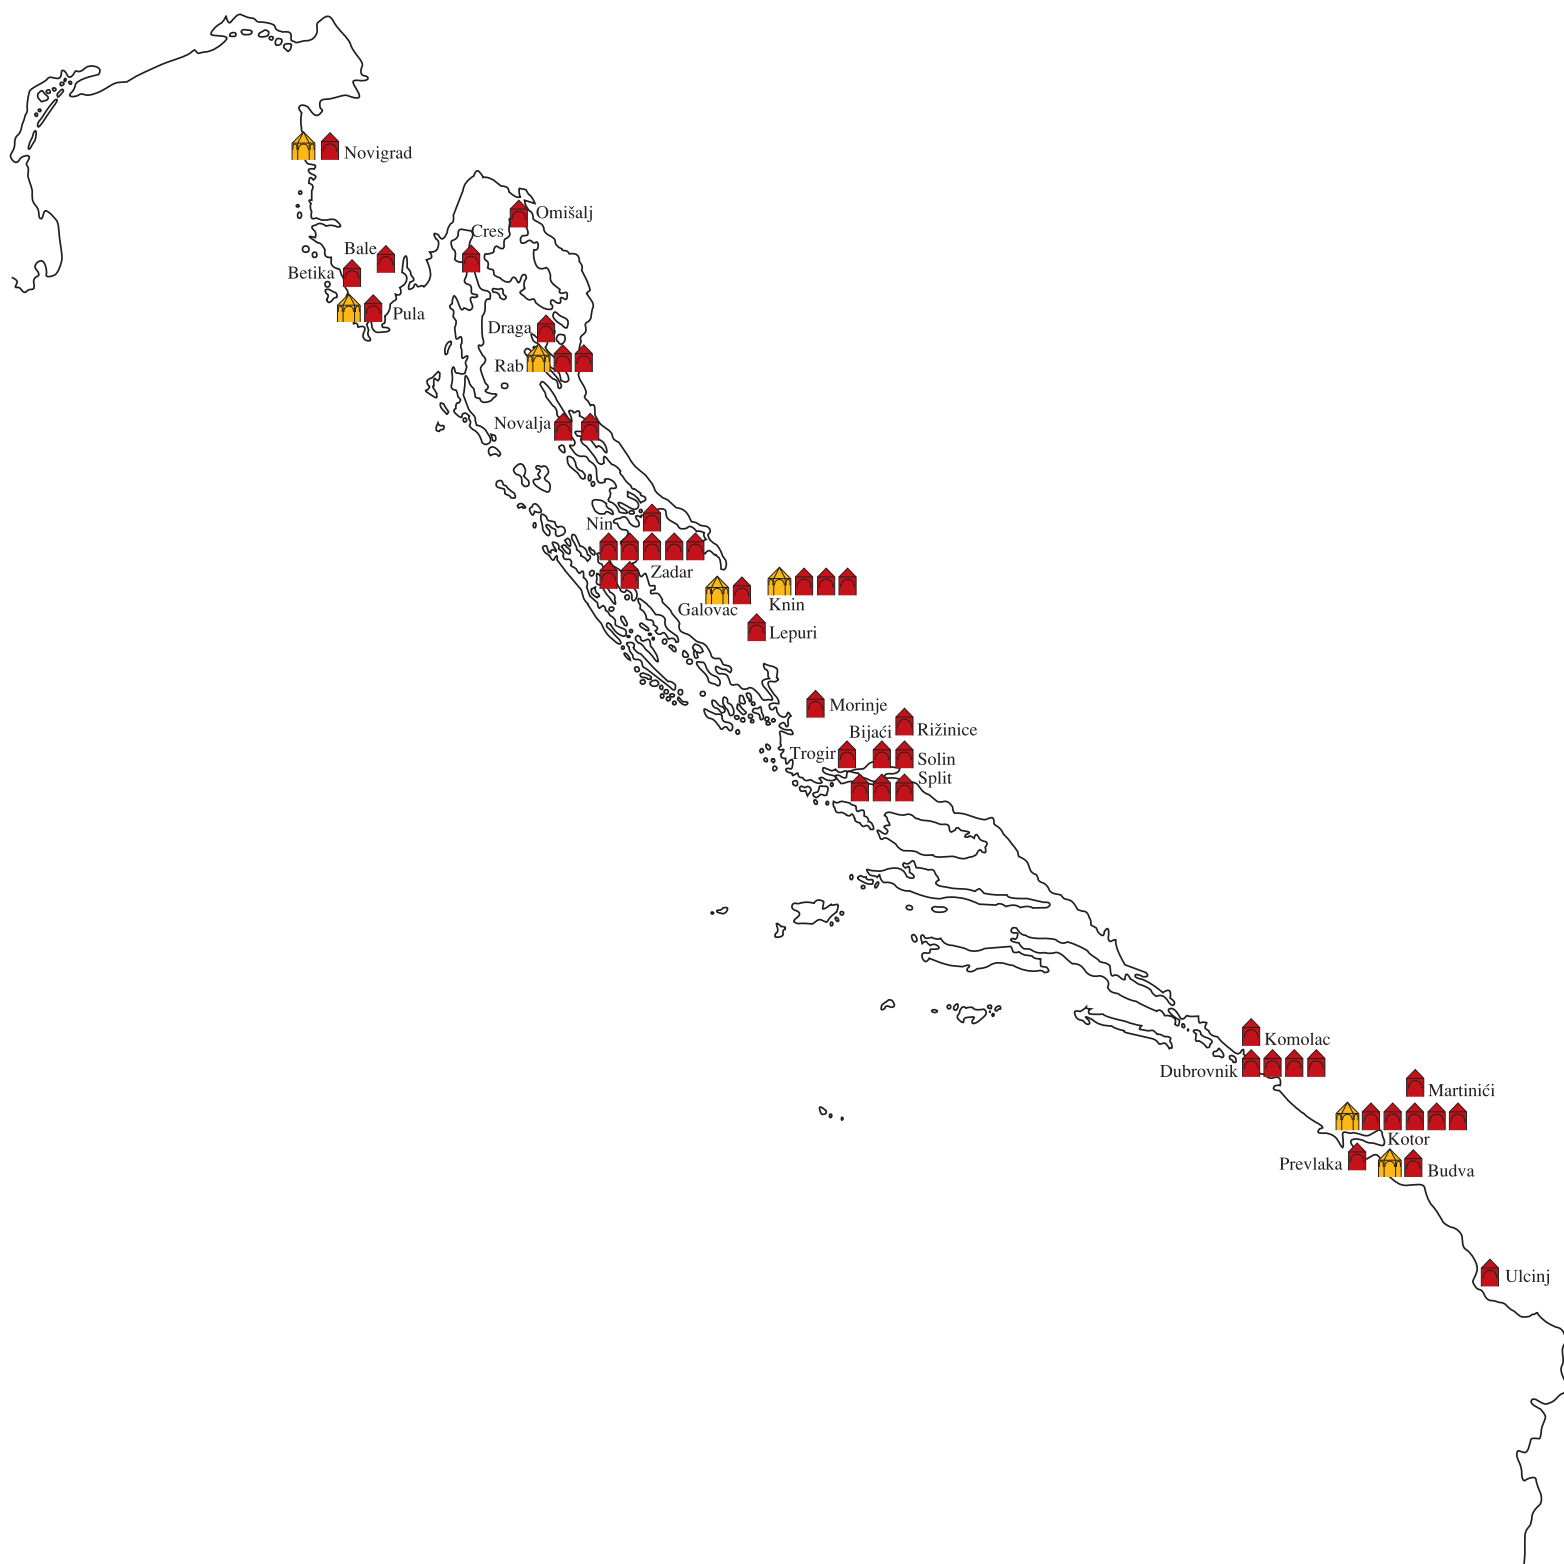 Novigrad
Omišalj
Cres
Bale
Betika
Pula
Draga
Rab
Novalja
Nin
Zadar
Galovac
Knin
Lepuri
Morinje
Rižinice
Bijaći
Trogir
Solin
Split
Komolac
Dubrovnik
Martinići
Kotor
Prevlaka
Budva
Ulcinj